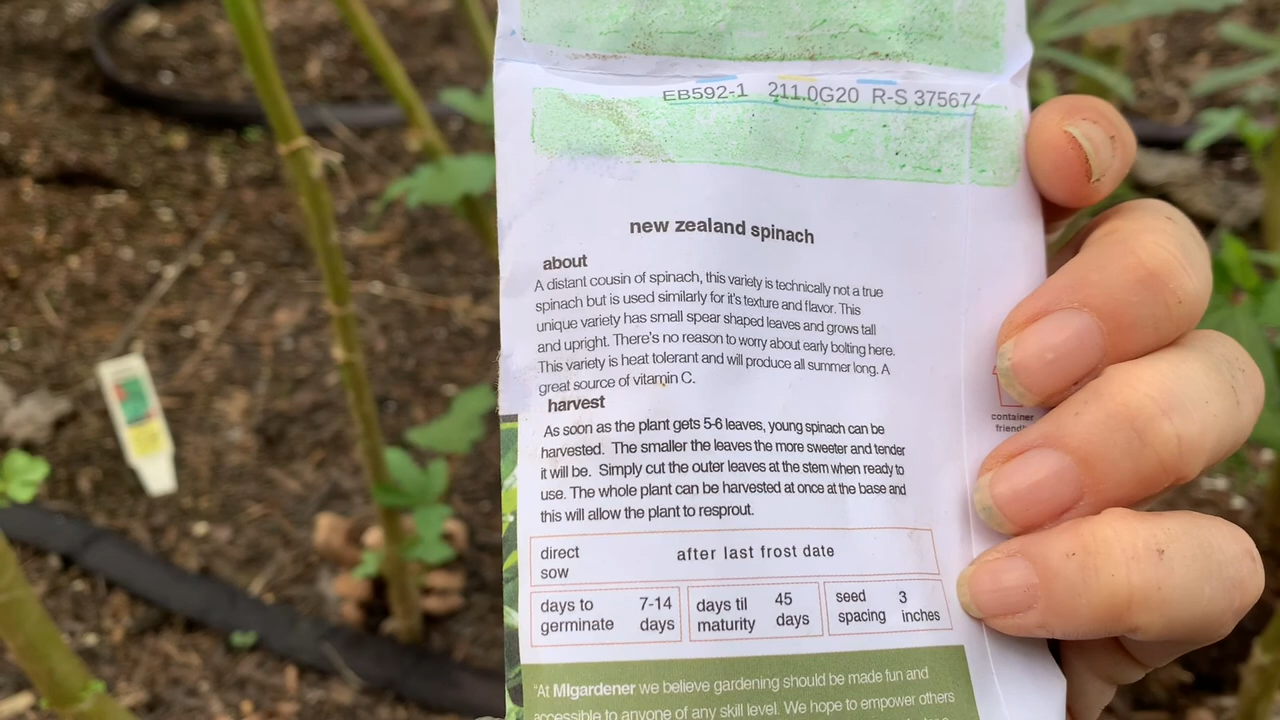 EB592-1 211.0G20 R-S 375674
new zealand spinach
about
A distant cousin of spinach, this variety is technically not a true
spinach but is used similarly for it's texture and flavor. This
unique variety has small spear shaped leaves and grows tall
and upright. There's no reason to worry about early bolting here.
This variety is heat tolerant and will produce all summer long. A
great source of vitamin C.
harvest
As soon as the plant gets 5-6 leaves, young spinach can be
harvested. The smaller the leaves the more sweeter and tender
it will be. Simply cut the outer leaves at the stem when ready to
use. The whole plant can be harvested at once at the base and
this will allow the plant to resprout.
container
direct sow after last frost date
days to germinate 7-14 days
days til maturity 45 days
seed spacing 3 inches
"At MIgardener we believe gardening should be made fun and
accessible to anyone of any skill level. We hope to empower others